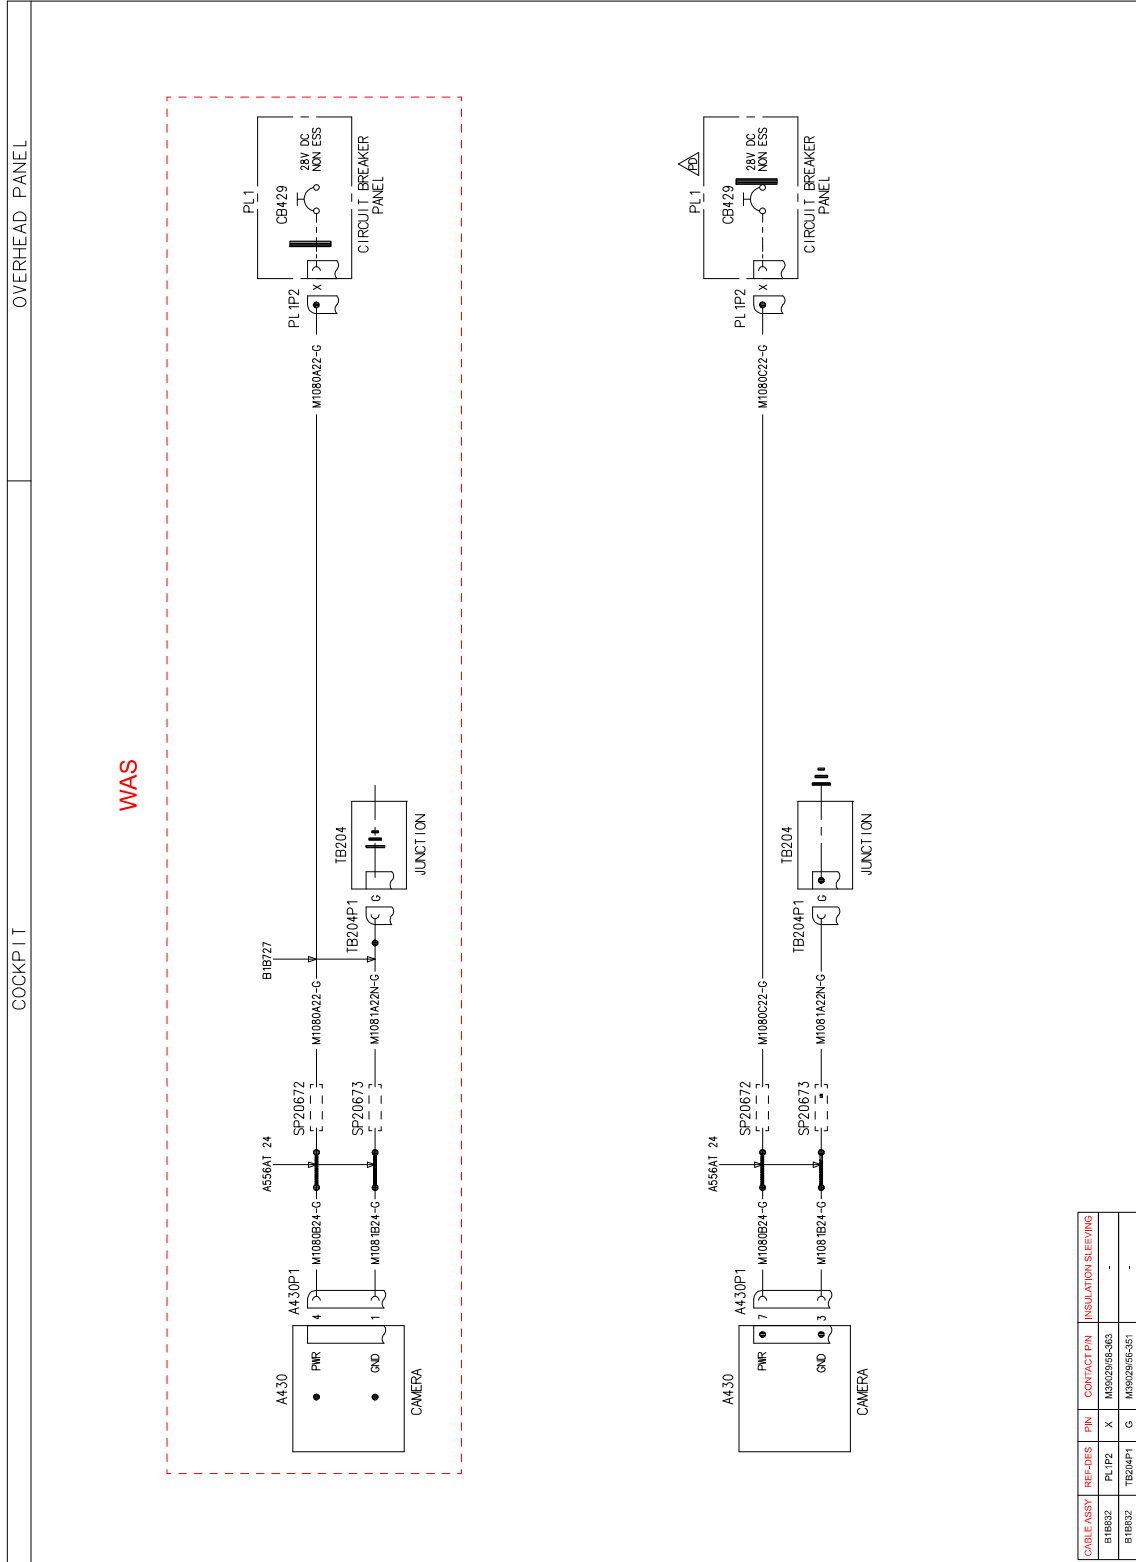 COCKPIT
OVERHEAD PANEL
WAS
A430
PWR
GND
CAMERA
A430P1
4
1
M1080B24-G
M1081B24-G
A556AT 24
SP20672
SP20673
M1080A22-G
M1081A22N-G
B1B727
TB204P1
G
TB204
JUNCTION
M1080A22-G
PL1P2
X
PL1
CB429
28V DC
NON ESS
CIRCUIT BREAKER
PANEL
A430
PWR
GND
CAMERA
A430P1
7
3
M1080B24-G
M1081B24-G
A556AT 24
SP20672
SP20673
M1080C22-G
M1081A22N-G
TB204P1
G
TB204
JUNCTION
M1080C22-G
PL1P2
X
PL1
PD
CB429
28V DC
NON ESS
CIRCUIT BREAKER
PANEL
CABLE ASSY REF-DES PIN CONTACT P/N INSULATION SLEEVING
B1B832 PL1P2 X M39029/58-363 -
B1B832 TB204P1 G M39029/56-351 -